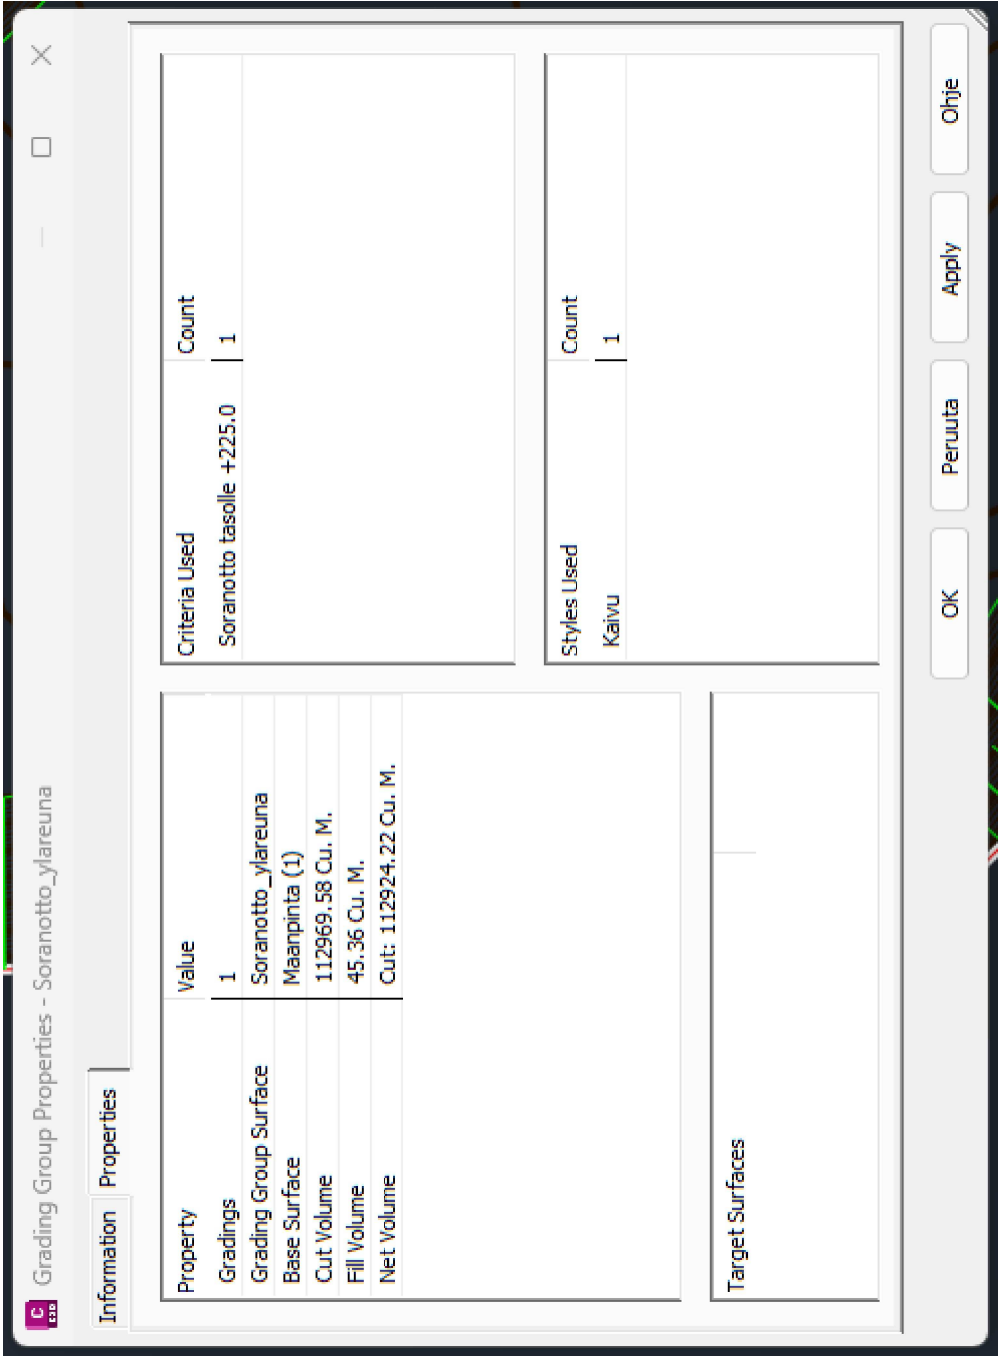 Grading Group Properties - Soranotto_ylareuna
Information Properties
Property Value
Gradings 1
Grading Group Surface Soranotto_ylareuna
Base Surface Maanpinta (1)
Cut Volume 112969.58 Cu. M.
Fill Volume 45.36 Cu. M.
Net Volume Cut: 112924.22 Cu. M.
Target Surfaces
Criteria Used Count
Soranotto tasolle +225.0 1
Styles Used Count
Kaivu 1
OK Peruuta Apply Ohje